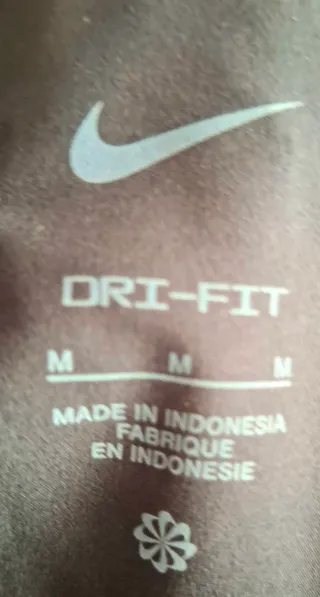 DRI-FIT
M M M
MADE IN INDONESIA
FABRIQUE
EN INDONESIE